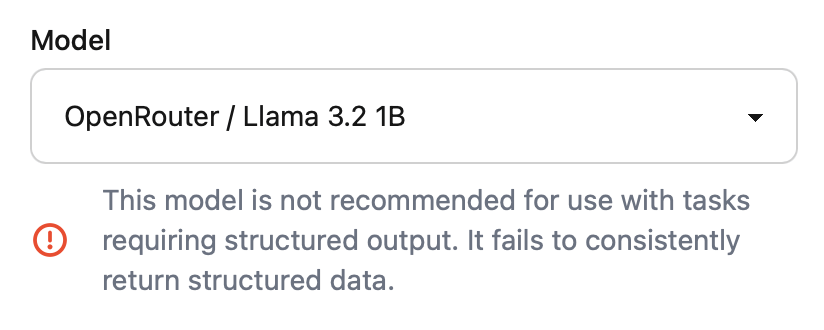 Model
OpenRouter / Llama 3.2 1B
This model is not recommended for use with tasks
requiring structured output. It fails to consistently
return structured data.